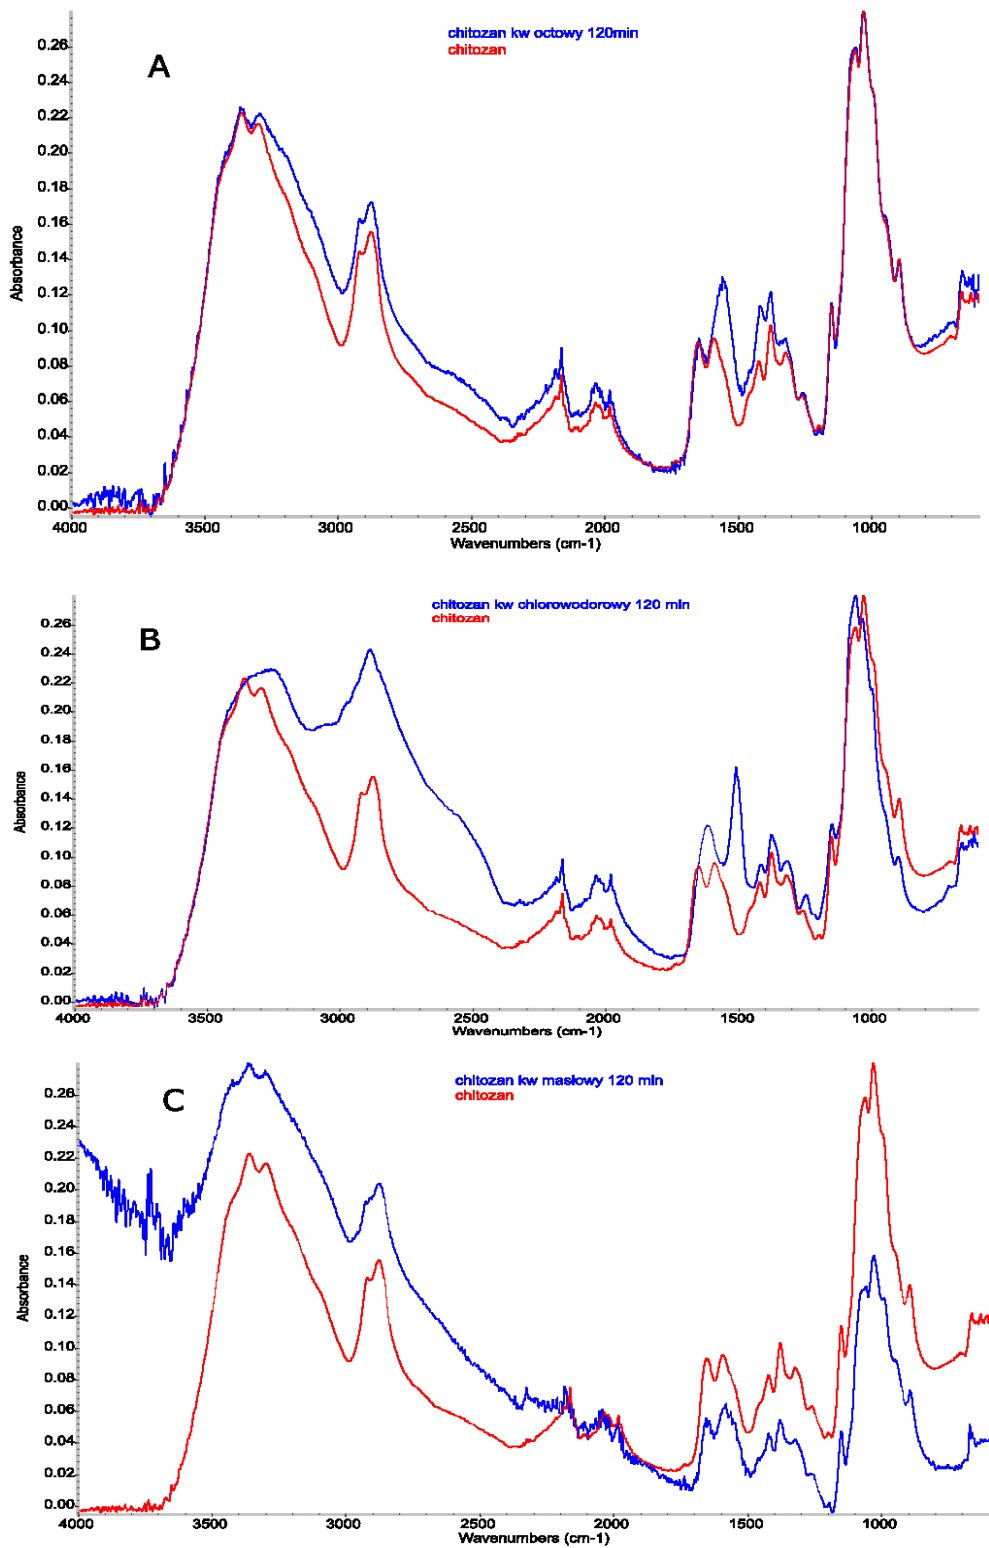 A
chitozan kw octowy 120min
chitozan
0.26
0.24
0.22
0.20
0.18
0.16
0.14
0.12
0.10
0.08
0.06
0.04
0.02
0.00
Absorbance
4000 3500 3000 2500 2000 1500 1000
Wavenumbers (cm-1)
B
chitozan kw chlorowodorowy 120 min
chitozan
0.26
0.24
0.22
0.20
0.18
0.16
0.14
0.12
0.10
0.08
0.06
0.04
0.02
0.00
Absorbance
4000 3500 3000 2500 2000 1500 1000
Wavenumbers (cm-1)
C
chitozan kw masłowy 120 min
chitozan
0.26
0.24
0.22
0.20
0.18
0.16
0.14
0.12
0.10
0.08
0.06
0.04
0.02
0.00
Absorbance
4000 3500 3000 2500 2000 1500 1000
Wavenumbers (cm-1)